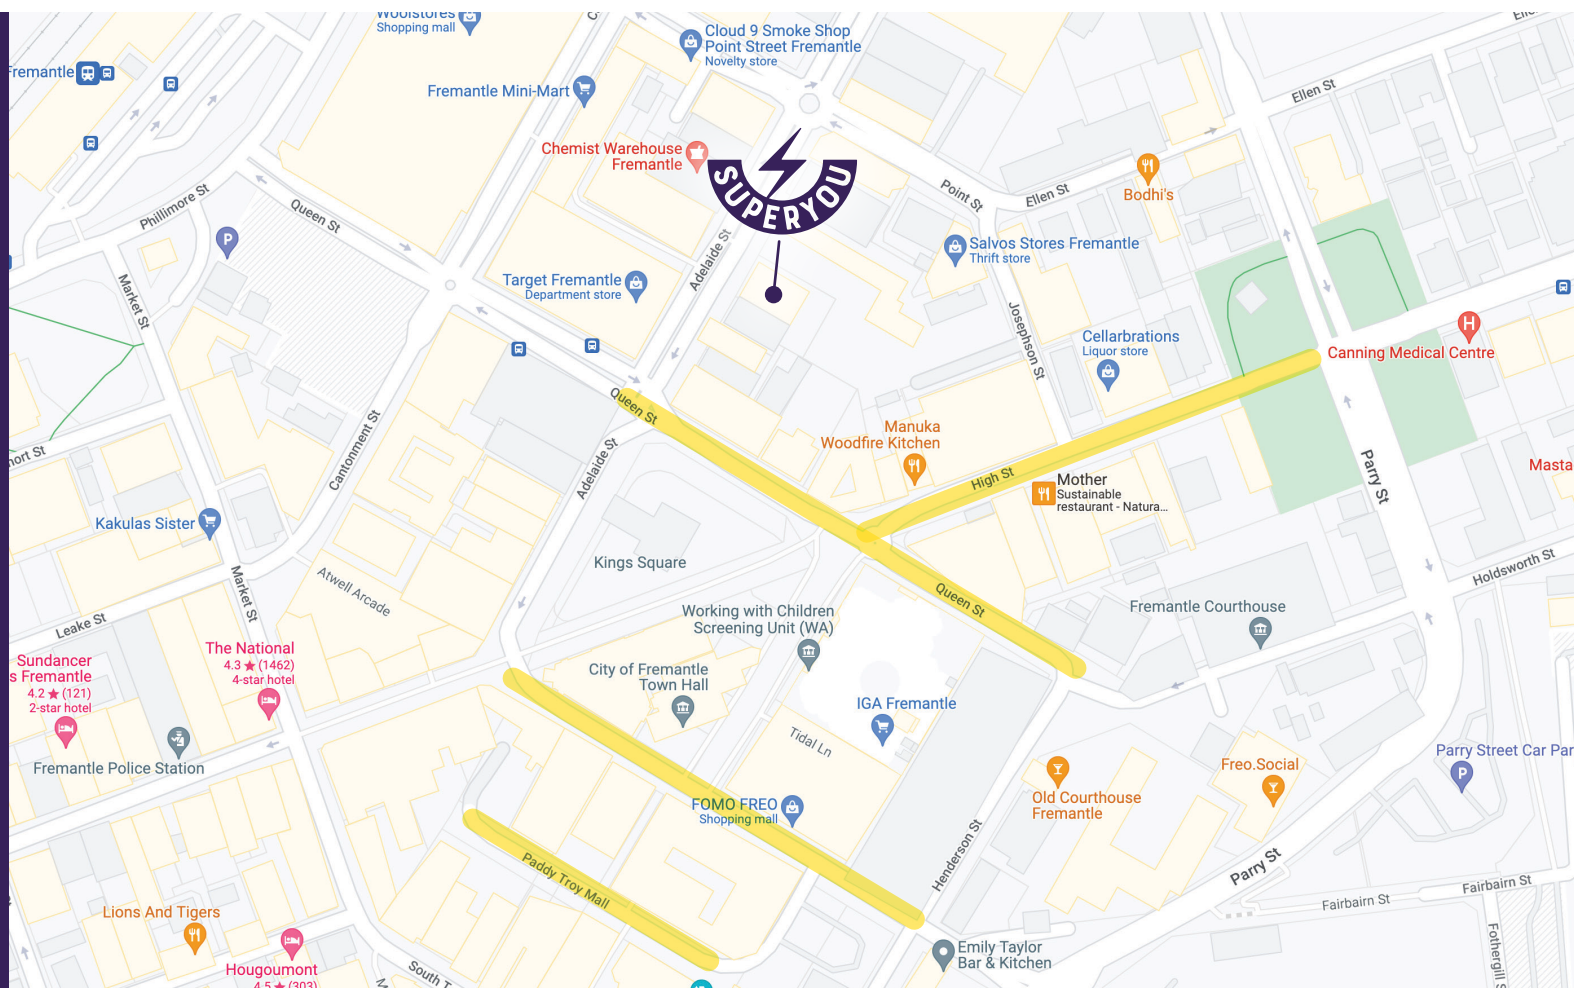 Woolstores
Shopping mall
Cloud 9 Smoke Shop
Point Street Fremantle
Novelty store
Fremantle
Fremantle Mini-Mart
Ellen St
Chemist Warehouse
Fremantle
SUPERYOU
Point St
Ellen St
Bodhi's
Phillimore St
Queen St
P
Salvos Stores Fremantle
Thrift store
Adelaide St
Target Fremantle
Department store
Market St
Josephson St
Cellarbrations
Liquor store
H
Canning Medical Centre
Queen St
Manuka
Woodfire Kitchen
Cantonment St
Adelaide St
High St
Mother
Sustainable
restaurant - Natura...
Parry St
Masta
Kakulas Sister
Kings Square
Atwell Arcade
Market St
Queen St
Holdsworth St
Leake St
Working with Children
Screening Unit (WA)
Fremantle Courthouse
The National
4.3 ★ (1462)
4-star hotel
Sundancer
s Fremantle
4.2 ★ (121)
2-star hotel
City of Fremantle
Town Hall
IGA Fremantle
Tidal Ln
Fremantle Police Station
Parry Street Car Par
P
Freo.Social
Old Courthouse
Fremantle
FOMO FREO
Shopping mall
Henderson St
Paddy Troy Mall
Parry St
Fairbairn St
Fairbairn St
Lions And Tigers
Emily Taylor
Bar & Kitchen
Fothergill S
Hougoumont
4.5 ★ (303)
South T